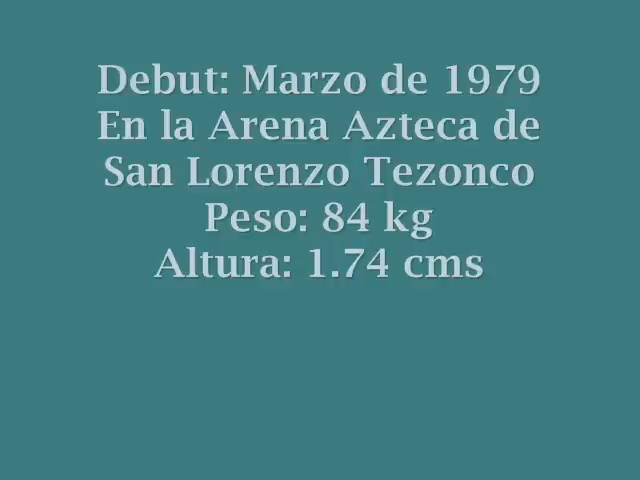 Debut: Marzo de 1979
En la Arena Azteca de
San Lorenzo Tezonco
Peso: 84 kg
Altura: 1.74 cms